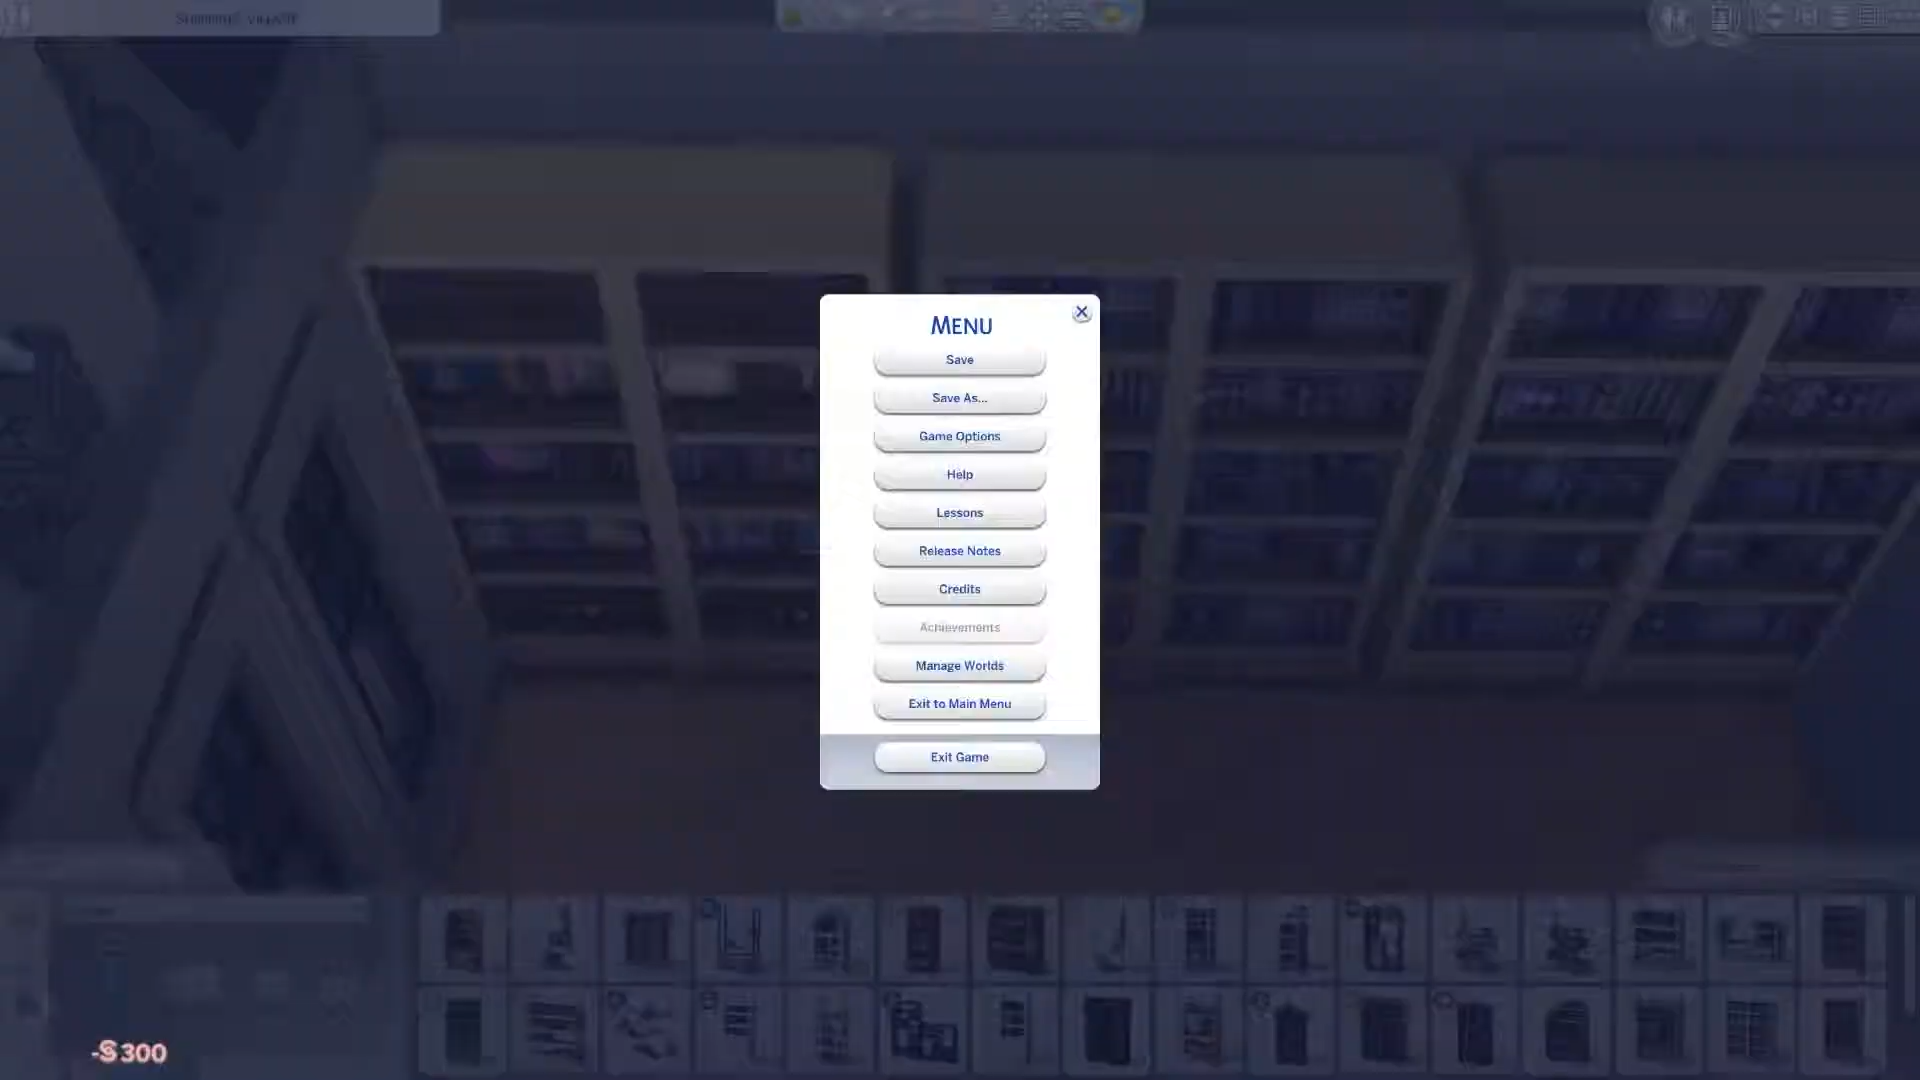 MENU
Save
Save As...
Game Options
Help
Lessons
Release Notes
Credits
Achievements
Manage Worlds
Exit to Main Menu
Exit Game
-§300